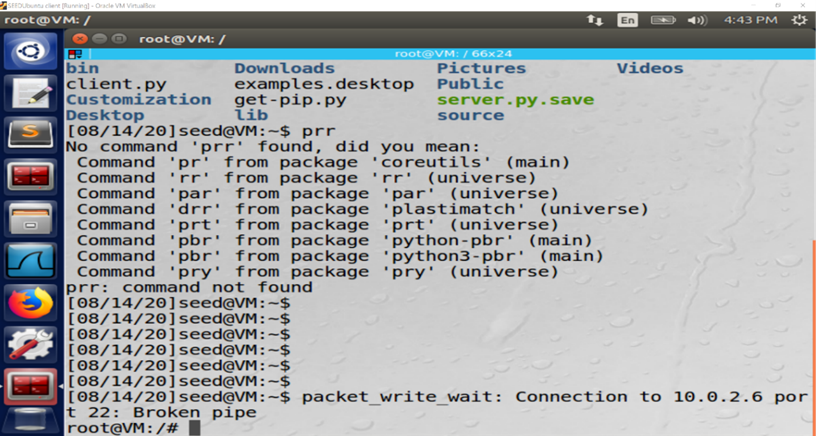 SEEDUbuntu client [Running] - Oracle VM VirtualBox
root@VM: /
En
4:43 PM
root@VM: /
root@VM: / 66x24
bin Downloads Pictures Videos
client.py examples.desktop Public
Customization get-pip.py server.py.save
Desktop lib source
[08/14/20]seed@VM:~$ prr
No command 'prr' found, did you mean:
Command 'pr' from package 'coreutils' (main)
Command 'rr' from package 'rr' (universe)
Command 'par' from package 'par' (universe)
Command 'drr' from package 'plastimatch' (universe)
Command 'prt' from package 'prt' (universe)
Command 'pbr' from package 'python-pbr' (main)
Command 'pbr' from package 'python3-pbr' (main)
Command 'pry' from package 'pry' (universe)
prr: command not found
[08/14/20]seed@VM:~$
[08/14/20]seed@VM:~$
[08/14/20]seed@VM:~$
[08/14/20]seed@VM:~$
[08/14/20]seed@VM:~$
[08/14/20]seed@VM:~$
[08/14/20]seed@VM:~$ packet_write_wait: Connection to 10.0.2.6 por
t 22: Broken pipe
root@VM:/#